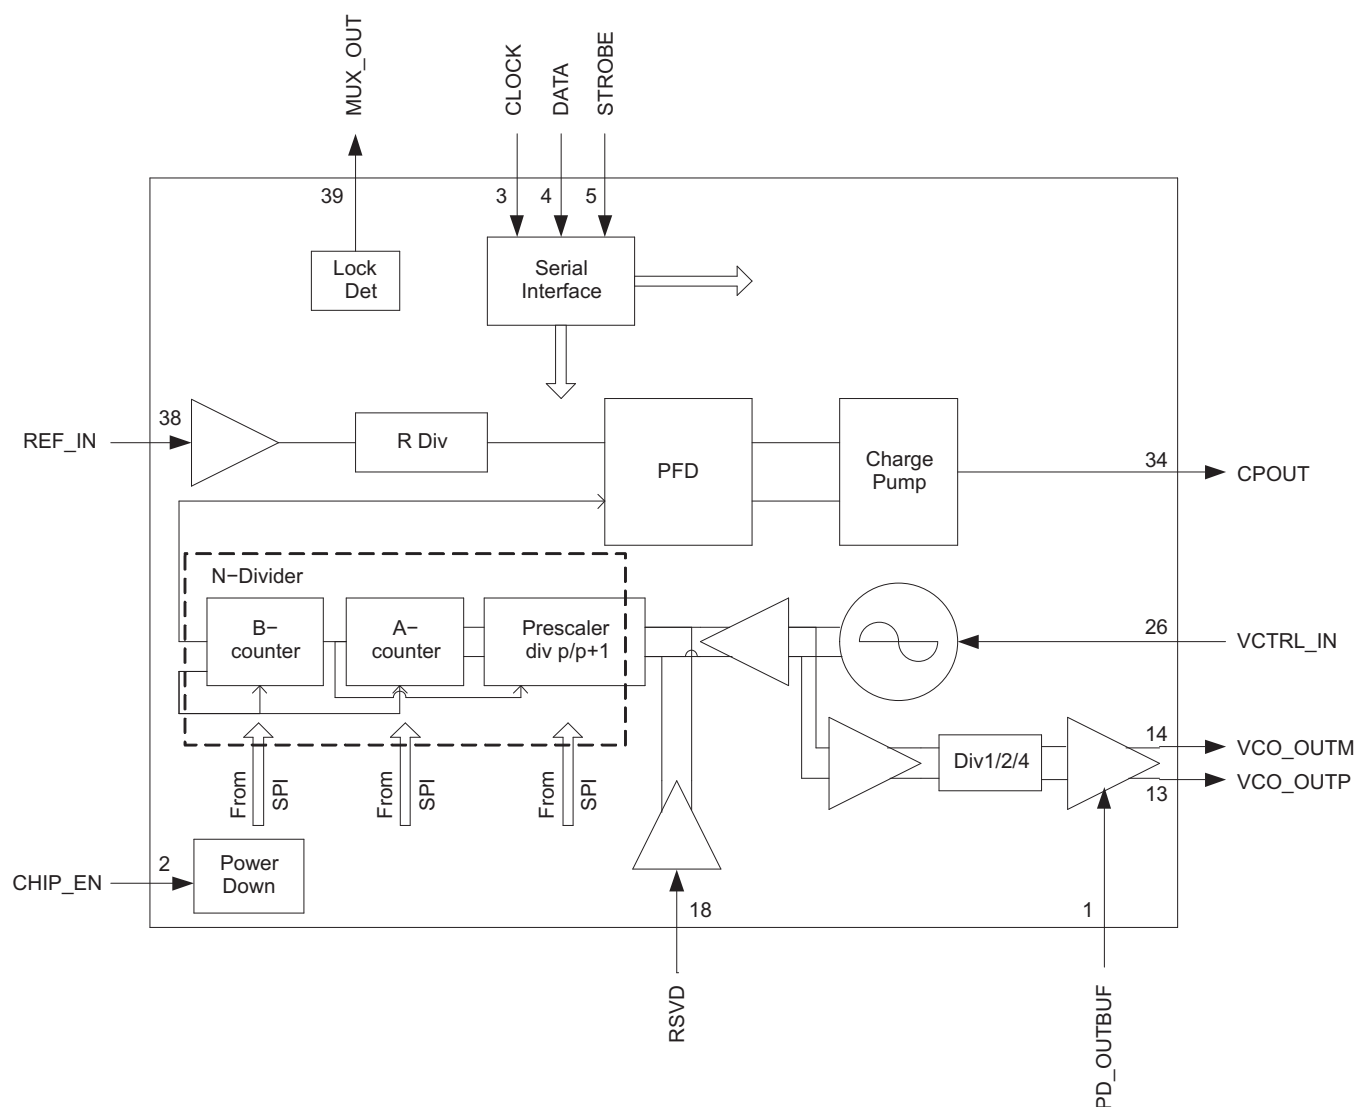 MUX_OUT
CLOCK
DATA
STROBE
39
3
4
5
Lock
Det
Serial
Interface
REF_IN
38
R Div
PFD
Charge
Pump
34
CPOUT
N−Divider
B−
counter
A−
counter
Prescaler
div p/p+1
26
VCTRL_IN
From
SPI
From
SPI
From
SPI
Div1/2/4
14
VCO_OUTM
VCO_OUTP
13
CHIP_EN
2
Power
Down
18
1
RSVD
PD_OUTBUF